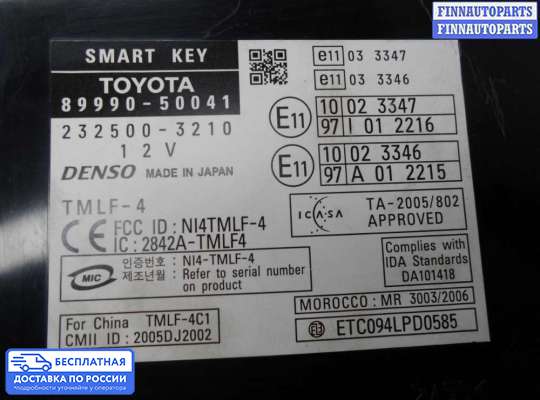 FINNAUTOPARTS
FINNAUTOPARTS
SMART KEY
TOYOTA
89990-50041
232500-3210
12V
DENSO MADE IN JAPAN
e11 03 3347
e11 03 3346
E11 10 02 3347
97 I 01 2216
E11 10 02 3346
97 A 01 2215
TMLF-4
CE FCC ID : NI4TMLF-4
IC: 2842A-TMLF4
ICASA TA-2005/802
APPROVED
MIC 인증번호 : NI4-TMLF-4
제조년월 : Refer to serial number
on product
Complies with
IDA Standards
DA101418
MOROCCO: MR 3003/2006
ETC094LPD0585
For China TMLF-4C1
CMII ID : 2005DJ2002
БЕСПЛАТНАЯ
ДОСТАВКА ПО РОССИИ
подробности уточняйте у оператора